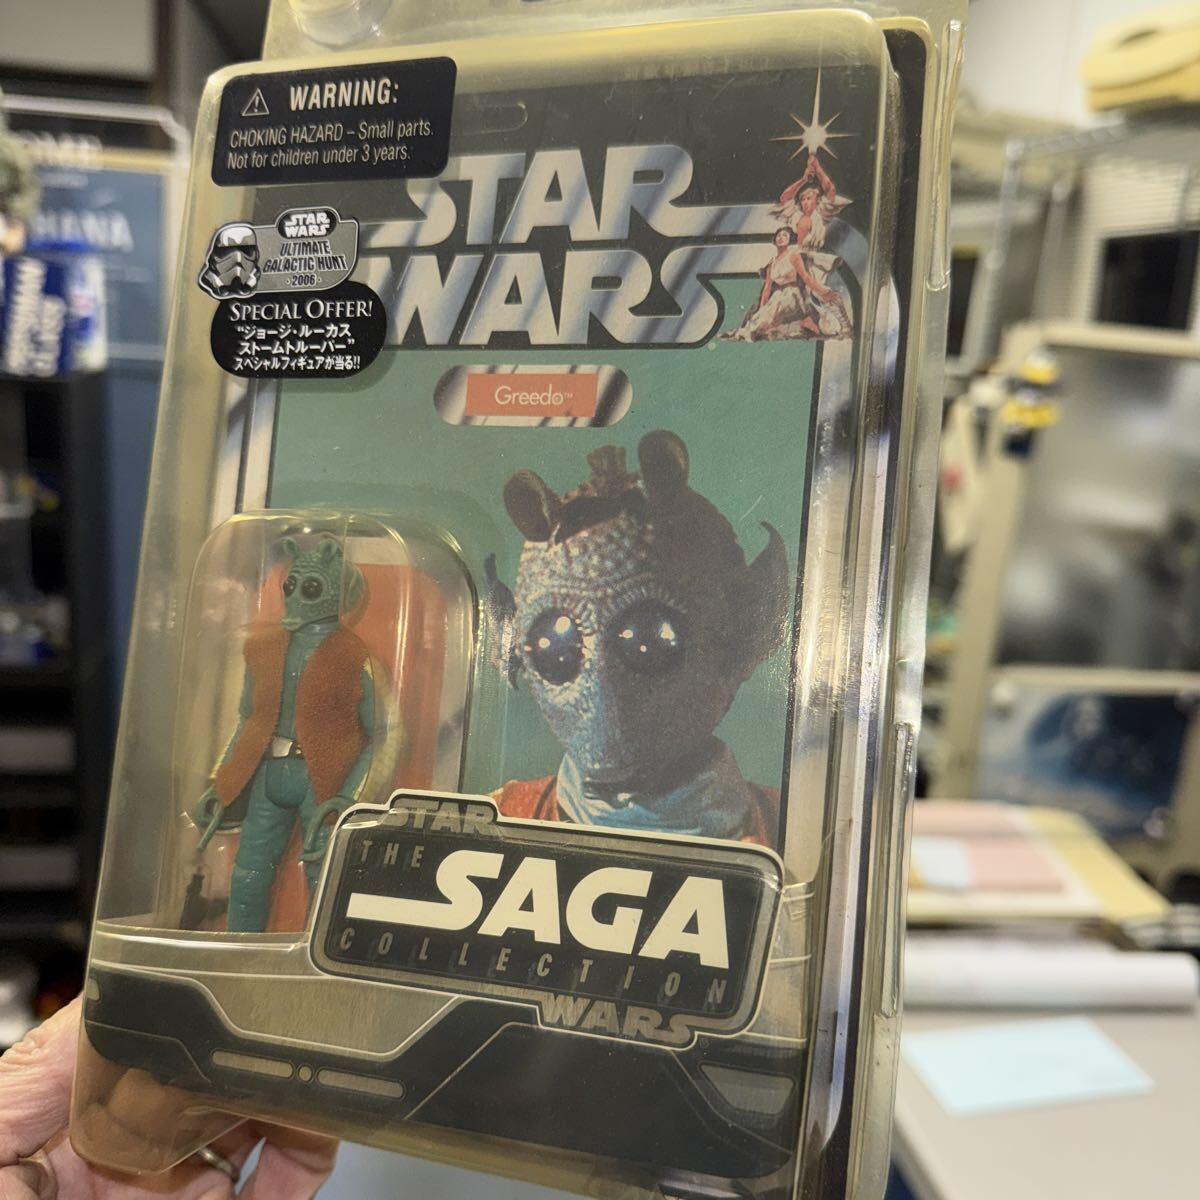 WARNING:
CHOKING HAZARD – Small parts.
Not for children under 3 years.
STAR
WARS
STAR
WARS
ULTIMATE
GALACTIC HUNT
·2006·
SPECIAL OFFER!
"ジョージ・ルーカス
ストームトルーパー"
スペシャルフィギュアが当る!!
Greedo™
STAR
THE
SAGA
COLLECTION
WARS